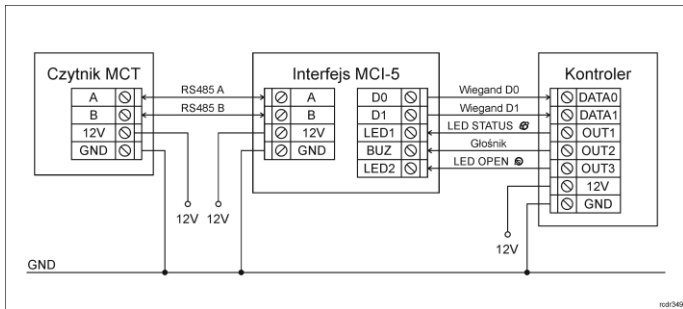 Czytnik MCT
A
B
12V
GND
RS485 A
RS485 B
12V
12V
Interfejs MCI-5
A
B
12V
GND
D0
D1
LED1
BUZ
LED2
Wiegand D0
Wiegand D1
LED STATUS
Głośnik
LED OPEN
12V
Kontroler
DATA0
DATA1
OUT1
OUT2
OUT3
12V
GND
GND
rcdr349